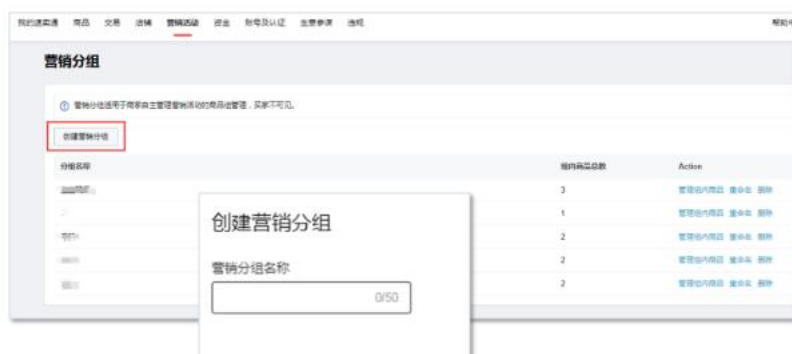 我的速卖通 商品 交易 店铺 营销活动 资金 账号及认证 生意参谋 违规 帮助中
营销分组
营销分组适用于商家自主管理营销活动的商品组管理，买家不可见。
创建营销分组
分组名称 组内商品总数 Action
3 管理组内商品 重命名 删除
1 管理组内商品 重命名 删除
2 管理组内商品 重命名 删除
2 管理组内商品 重命名 删除
2 管理组内商品 重命名 删除
创建营销分组
营销分组名称
0/50